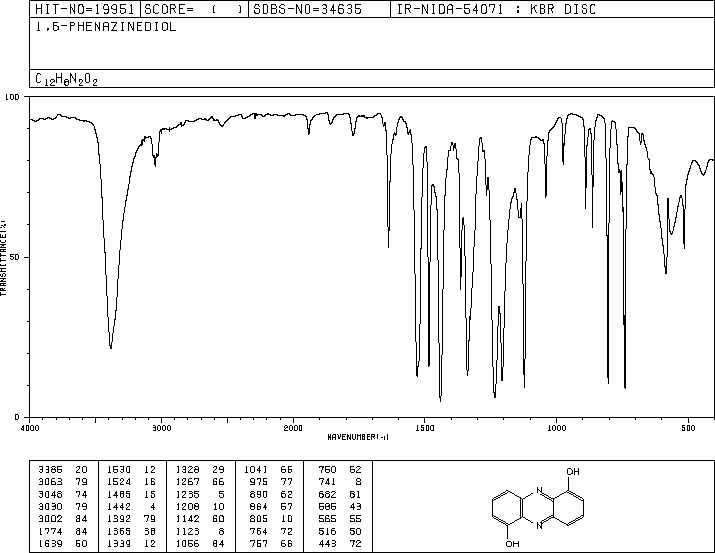 HIT-NO=19951 SCORE= ( ) SDBS-NO=34635 IR-NIDA-54071 : KBR DISC
1,6-PHENAZINEDIOL
C12H8N2O2
100
50
0
TRANSMITTANCE(%)
4000 3000 2000 1500 1000 500
WAVENUMBER(-1)
3385 20 1530 12 1328 29 1041 66 750 62
3063 79 1524 16 1267 66 975 77 741 8
3048 74 1485 15 1235 5 890 62 682 81
3030 79 1442 4 1208 10 864 57 585 43
3002 84 1392 79 1142 60 805 10 565 55
1774 84 1365 38 1123 8 764 72 516 50
1639 50 1339 12 1056 84 757 66 443 72
OH
N
N
OH